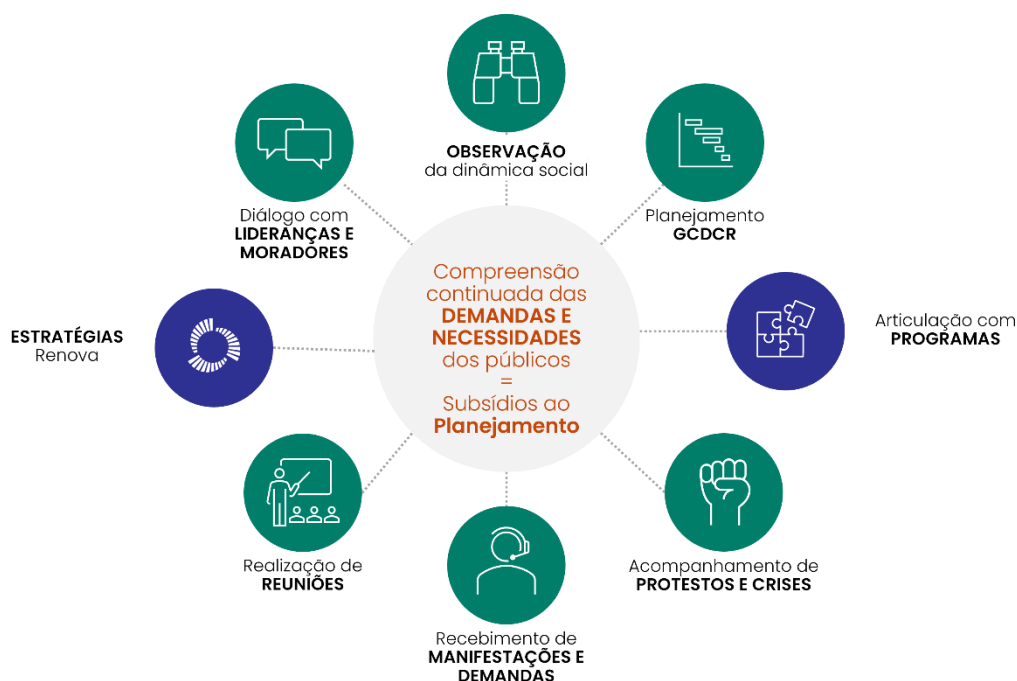 OBSERVAÇÃO
da dinâmica social
Planejamento
GCDCR
Articulação com
PROGRAMAS
Acompanhamento de
PROTESTOS E CRISES
Recebimento de
MANIFESTAÇÕES E
DEMANDAS
Realização de
REUNIÕES
ESTRATÉGIAS
Renova
Diálogo com
LIDERANÇAS E
MORADORES
Compreensão
continuada das
DEMANDAS E
NECESSIDADES
dos públicos
=
Subsídios ao
Planejamento